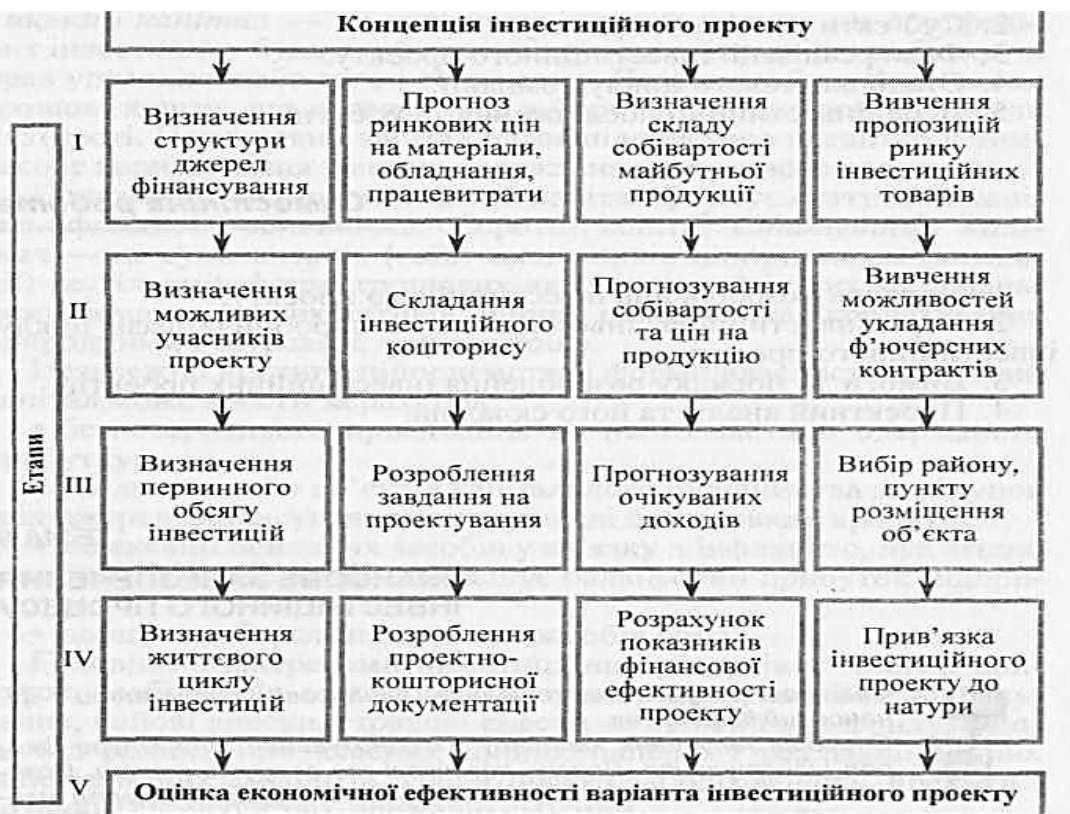 Концепція інвестиційного проекту
Етапи
I
Визначення
структури
джерел
фінансування
Прогноз
ринкових цін
на матеріали,
обладнання,
працевитрати
Визначення
складу
собівартості
майбутньої
продукції
Вивчення
пропозицій
ринку
інвестиційних
товарів
II
Визначення
можливих
учасників
проекту
Складання
інвестиційного
кошторису
Прогнозування
собівартості
та цін на
продукцію
Вивчення
можливостей
укладання
ф’ючерсних
контрактів
III
Визначення
первинного
обсягу
інвестицій
Розроблення
завдання на
проектування
Прогнозування
очікуваних
доходів
Вибір району,
пункту
розміщення
об’єкта
IV
Визначення
життєвого
циклу
інвестицій
Розроблення
проектно-
кошторисної
документації
Розрахунок
показників
фінансової
ефективності
проекту
Прив’язка
інвестиційного
проекту до
натури
V
Оцінка економічної ефективності варіанта інвестиційного проекту